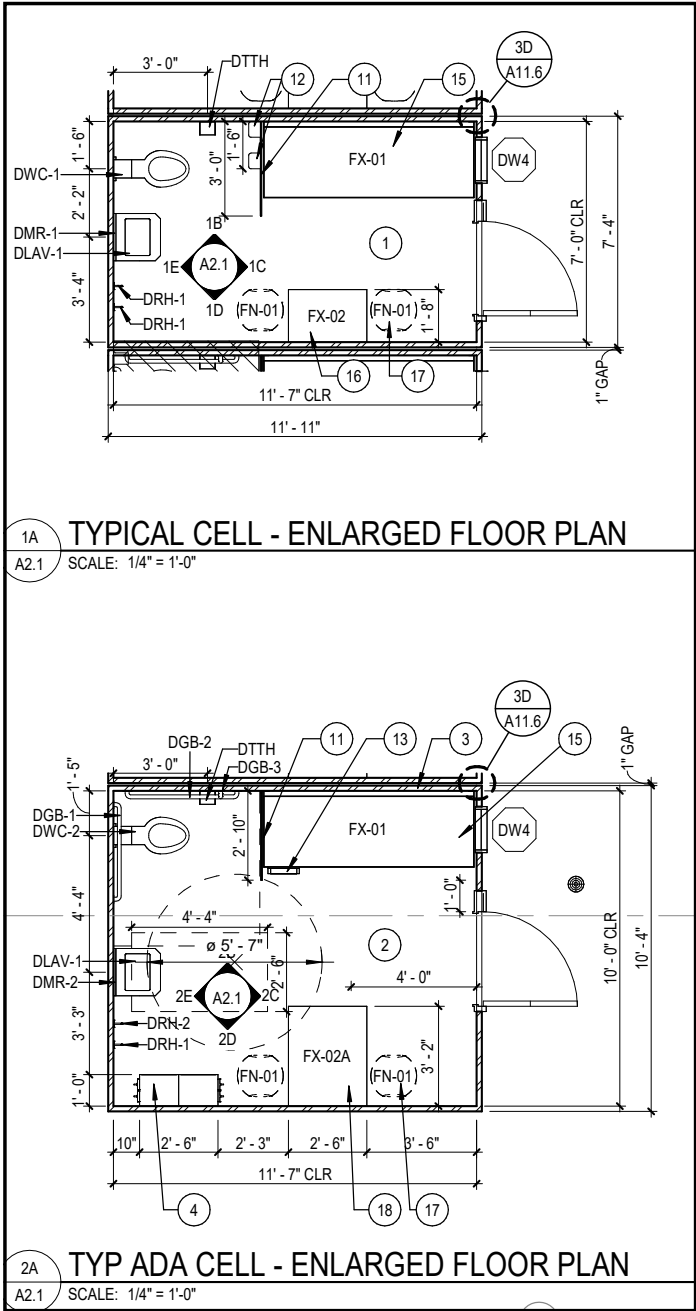 3D
A11.6
3' - 0"
DTTH
12
11
15
1' - 6"
1' - 6"
3' - 0"
FX-01
DW4
DWC-1
2' - 2"
DMR-1
DLAV-1
1B
1E
A2.1
1C
1D
1
7' - 0" CLR
7' - 4"
3' - 4"
DRH-1
DRH-1
FN-01
FX-02
FN-01
1' - 8"
16
17
11' - 7" CLR
1" GAP
11' - 11"
1A
A2.1
TYPICAL CELL - ENLARGED FLOOR PLAN
SCALE: 1/4" = 1'-0"
3D
A11.6
DGB-2
3' - 0"
DTTH
DGB-3
11
13
3
15
1" GAP
1' - 5"
DGB-1
DWC-2
2' - 10"
FX-01
DW4
1' - 0"
4' - 4"
4' - 4"
ø 5' - 7"
2
2' - 6"
DLAV-1
DMR-2
4' - 0"
10' - 0" CLR
10' - 4"
2E
A2.1
2C
2D
3' - 3"
DRH-2
DRH-1
FN-01
FX-02A
FN-01
3' - 2"
1' - 0"
10"
2' - 6"
2' - 3"
2' - 6"
3' - 6"
11' - 7" CLR
4
18
17
2A
A2.1
TYP ADA CELL - ENLARGED FLOOR PLAN
SCALE: 1/4" = 1'-0"